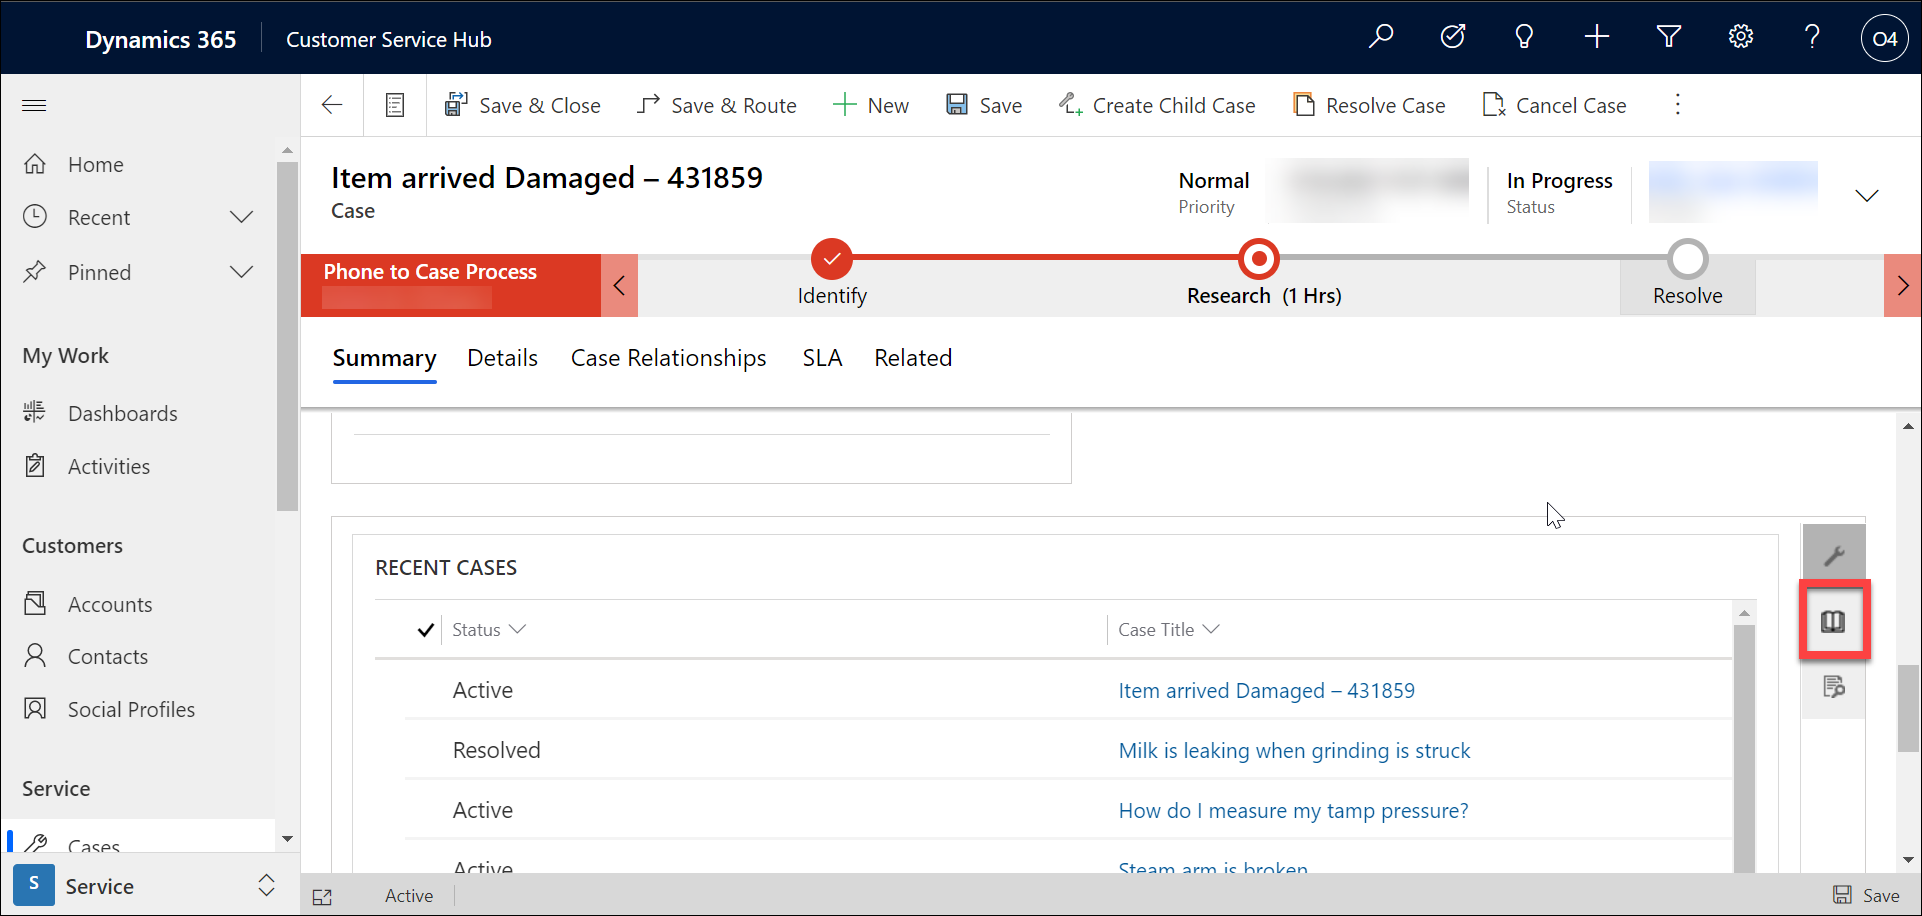 Dynamics 365
Customer Service Hub
O4
Save & Close
Save & Route
New
Save
Create Child Case
Resolve Case
Cancel Case
Home
Recent
Pinned
My Work
Dashboards
Activities
Customers
Accounts
Contacts
Social Profiles
Service
Cases
S
Service
Item arrived Damaged – 431859
Case
Normal
Priority
In Progress
Status
Phone to Case Process
Identify
Research (1 Hrs)
Resolve
Summary
Details
Case Relationships
SLA
Related
RECENT CASES
Status
Case Title
Active
Item arrived Damaged – 431859
Resolved
Milk is leaking when grinding is struck
Active
How do I measure my tamp pressure?
Active
Steam arm is broken
Active
Save